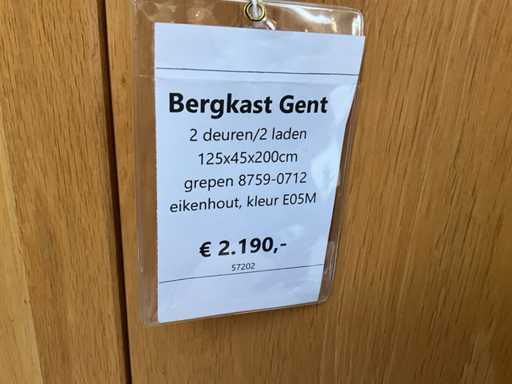 Bergkast Gent
2 deuren/2 laden
125x45x200cm
grepen 8759-0712
eikenhout, kleur E05M
€ 2.190,-
57202